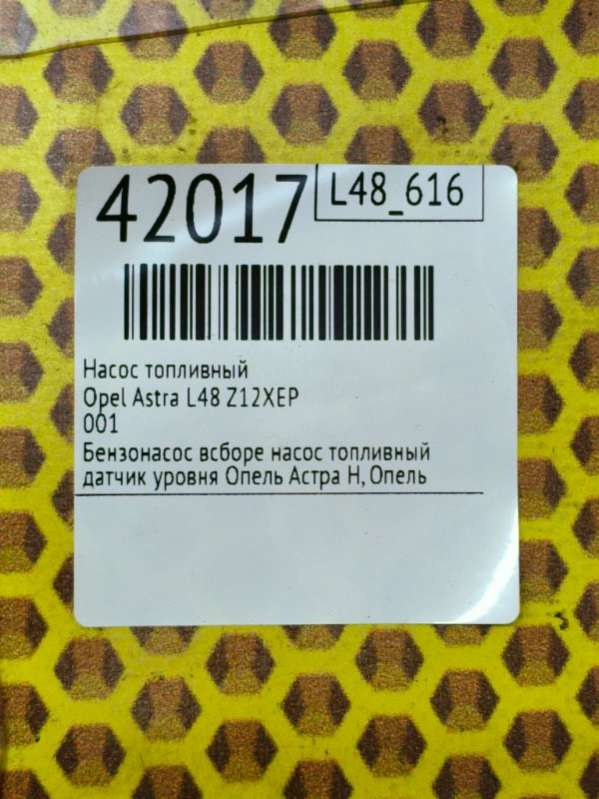 42017
L48_616
Насос топливный
Opel Astra L48 Z12XEP
001
Бензонасос всборе насос топливный
датчик уровня Опель Астра Н, Опель